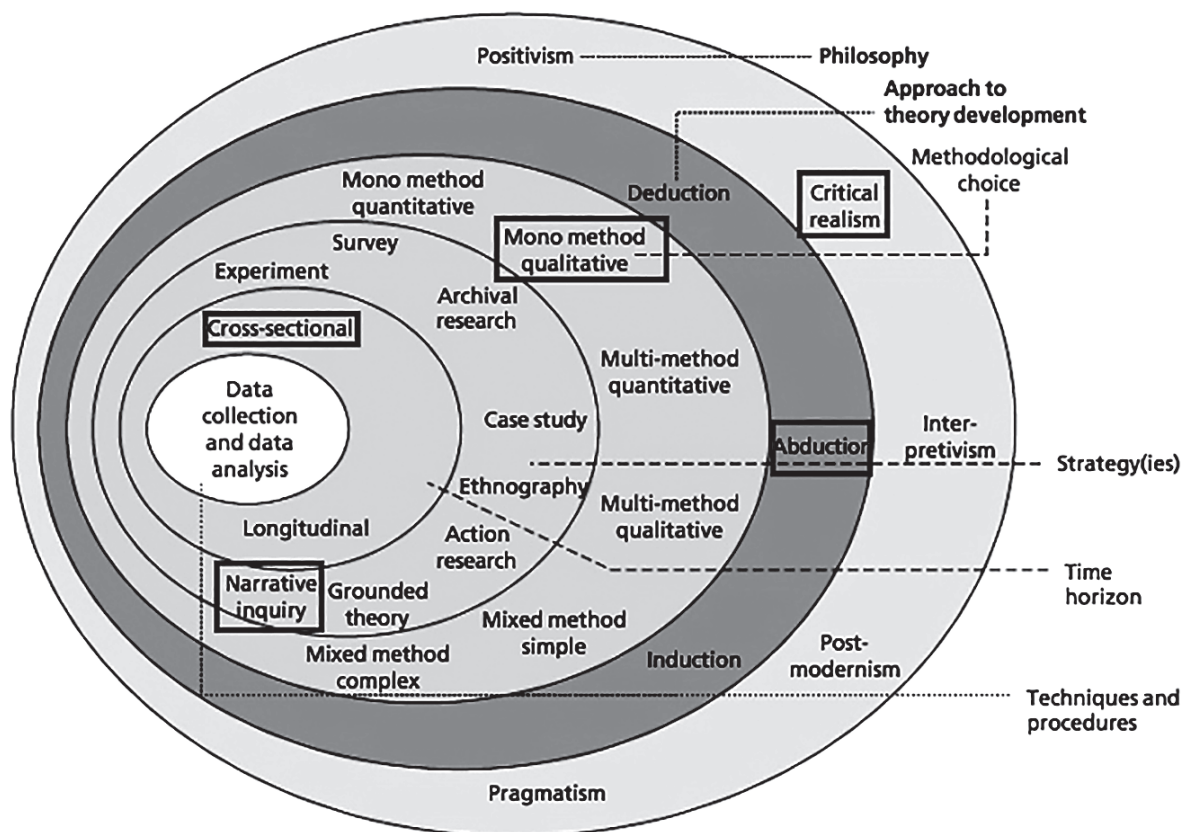 Positivism
Philosophy
Approach to
theory development
Methodological
choice
Deduction
Critical
realism
Mono method
quantitative
Mono method
qualitative
Survey
Experiment
Archival
research
Cross-sectional
Multi-method
quantitative
Data
collection
and data
analysis
Case study
Abduction
Inter-
pretivism
Strategy(ies)
Ethnography
Multi-method
qualitative
Longitudinal
Action
research
Time
horizon
Narrative
inquiry
Grounded
theory
Mixed method
simple
Mixed method
complex
Induction
Post-
modernism
Techniques and
procedures
Pragmatism